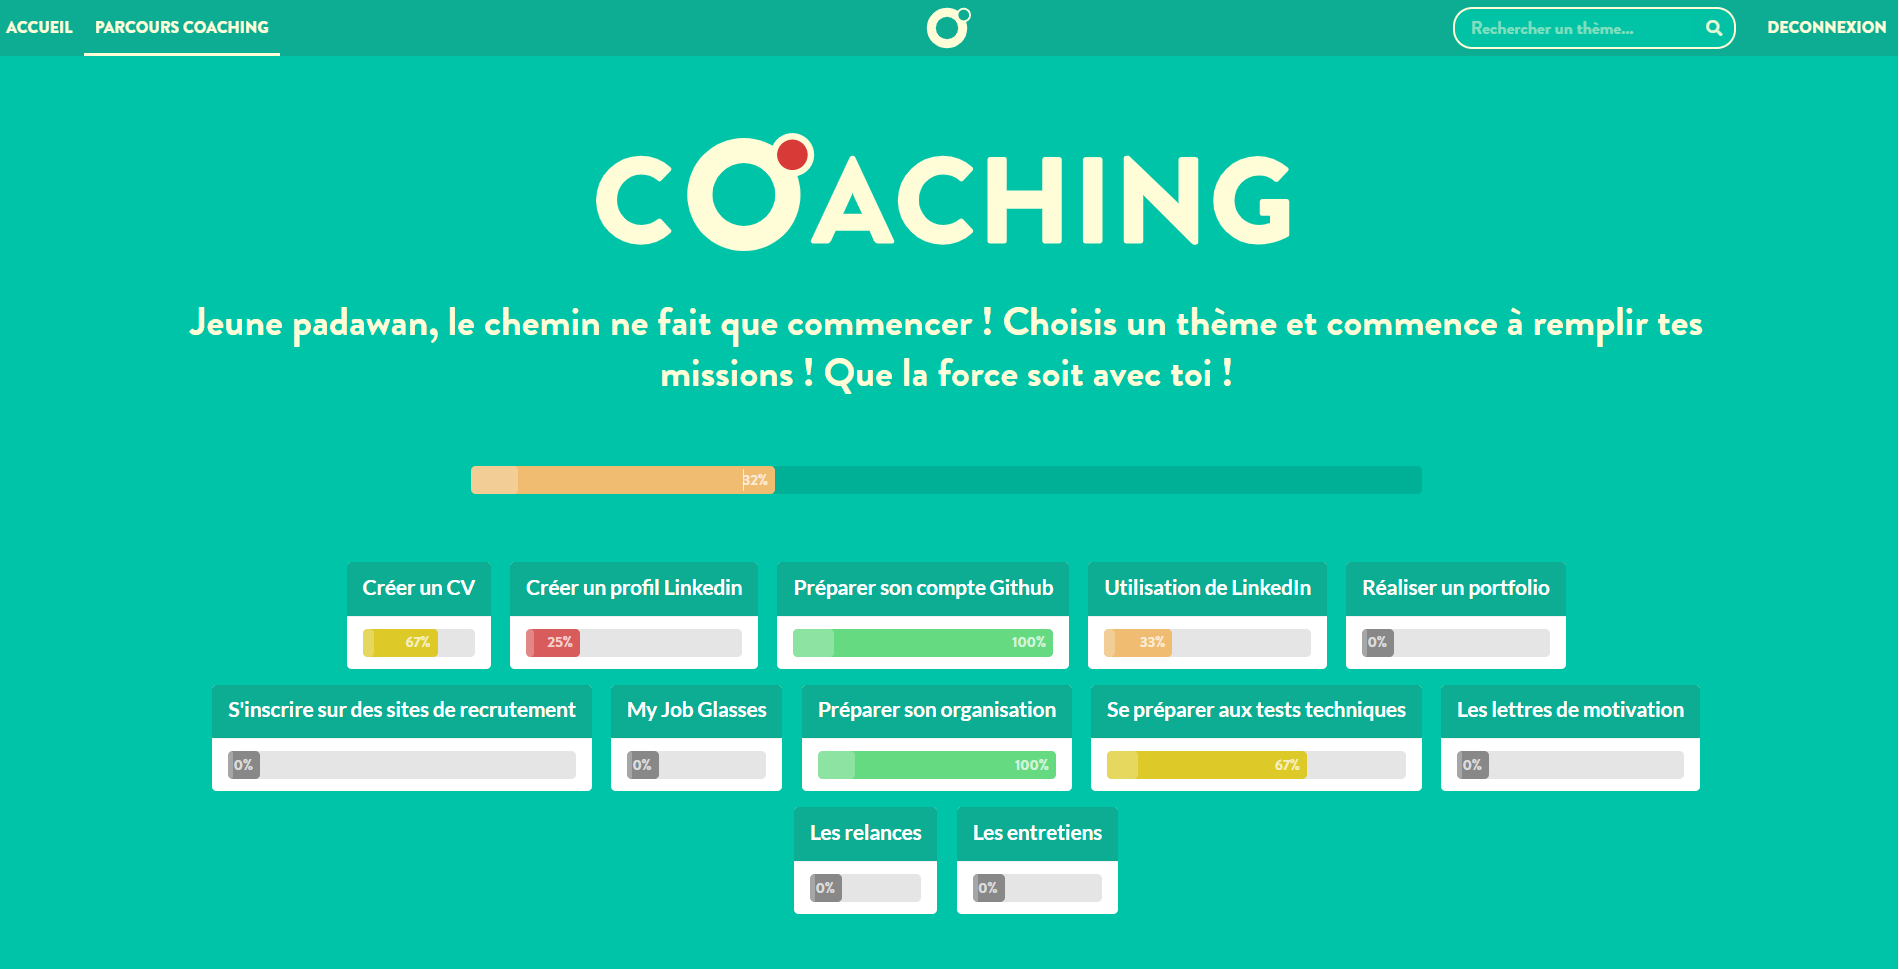 ACCUEIL PARCOURS COACHING Rechercher un thème... DECONNEXION
COACHING
Jeune padawan, le chemin ne fait que commencer ! Choisis un thème et commence à remplir tes
missions ! Que la force soit avec toi !
32%
Créer un CV Créer un profil Linkedin Préparer son compte Github Utilisation de LinkedIn Réaliser un portfolio
67% 25% 100% 33% 0%
S'inscrire sur des sites de recrutement My Job Glasses Préparer son organisation Se préparer aux tests techniques Les lettres de motivation
0% 0% 100% 67% 0%
Les relances Les entretiens
0% 0%